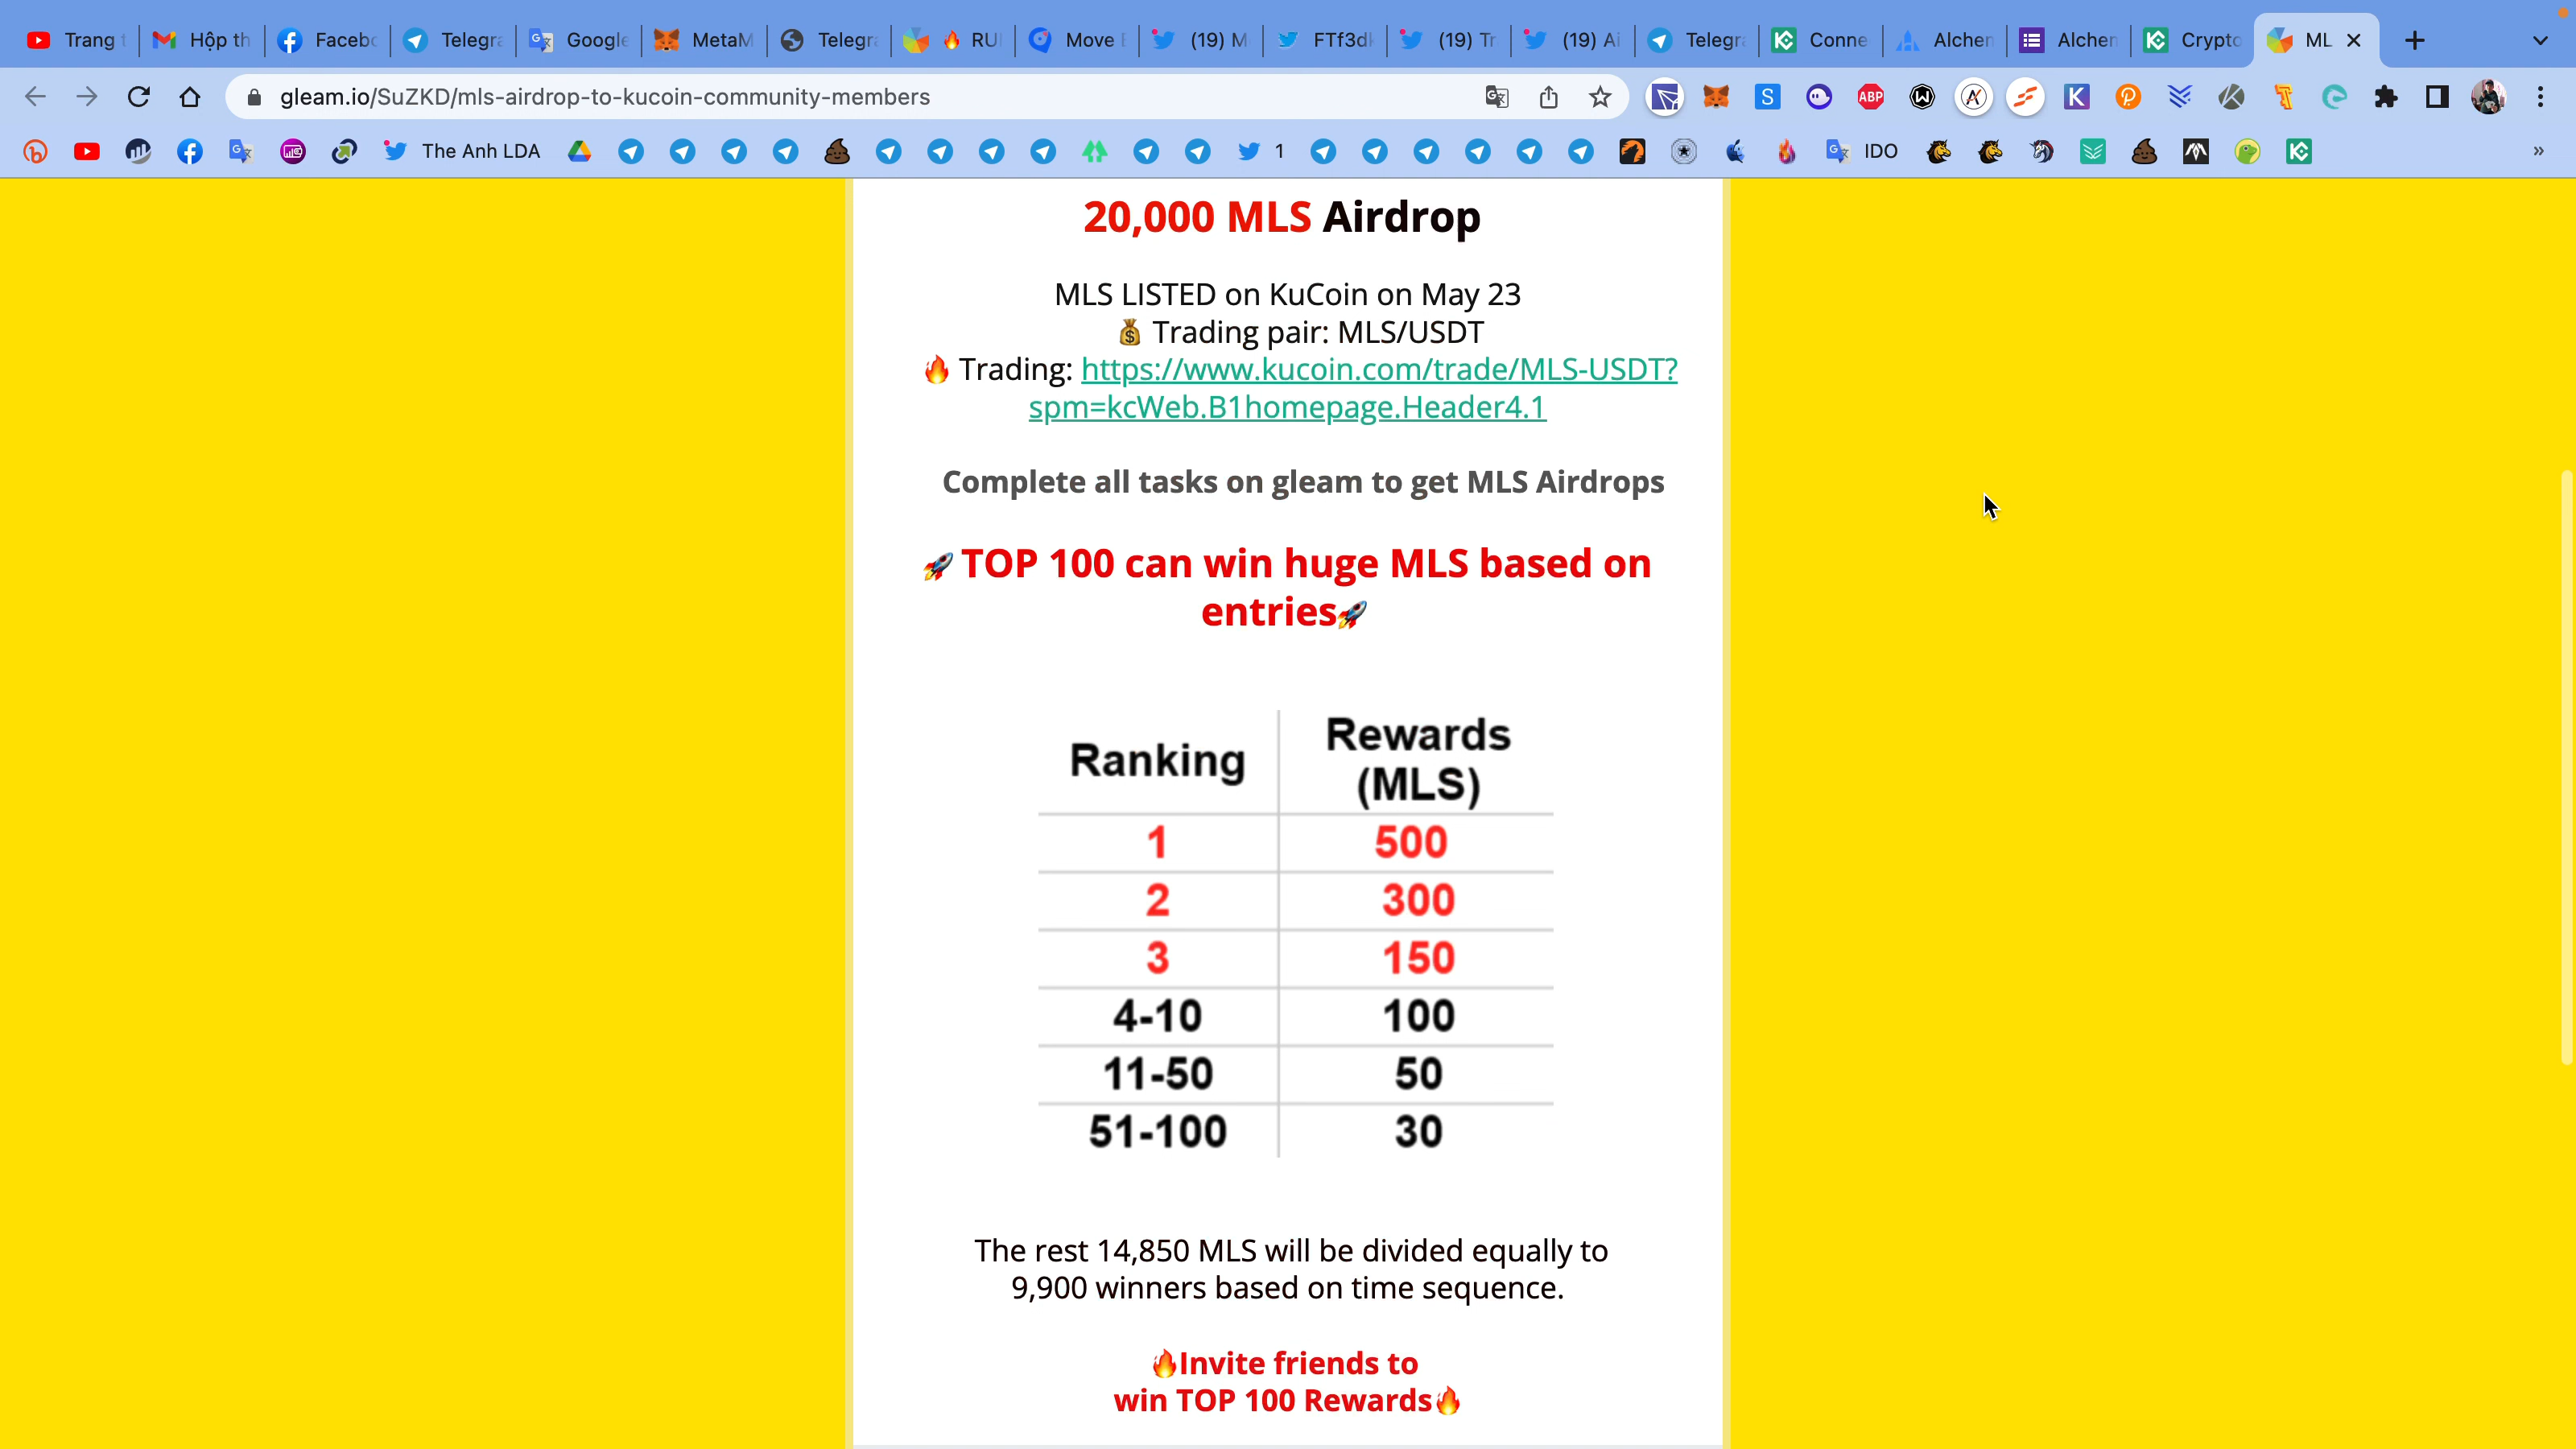 Trang t
Hộp th
Facebo
Telegra
Google
MetaM
Telegra
🔥 RU
Move E
(19) M
FTf3dk
(19) Tr
(19) Ai
Telegra
Conne
Alchem
Alchem
Crypto
ML
gleam.io/SuZKD/mls-airdrop-to-kucoin-community-members
ABP
The Anh LDA
1
IDO
20,000 MLS Airdrop
MLS LISTED on KuCoin on May 23
💰 Trading pair: MLS/USDT
🔥 Trading: https://www.kucoin.com/trade/MLS-USDT?
spm=kcWeb.B1homepage.Header4.1
Complete all tasks on gleam to get MLS Airdrops
🚀TOP 100 can win huge MLS based on
entries🚀
Ranking Rewards
(MLS)
1 500
2 300
3 150
4-10 100
11-50 50
51-100 30
The rest 14,850 MLS will be divided equally to
9,900 winners based on time sequence.
🔥Invite friends to
win TOP 100 Rewards🔥